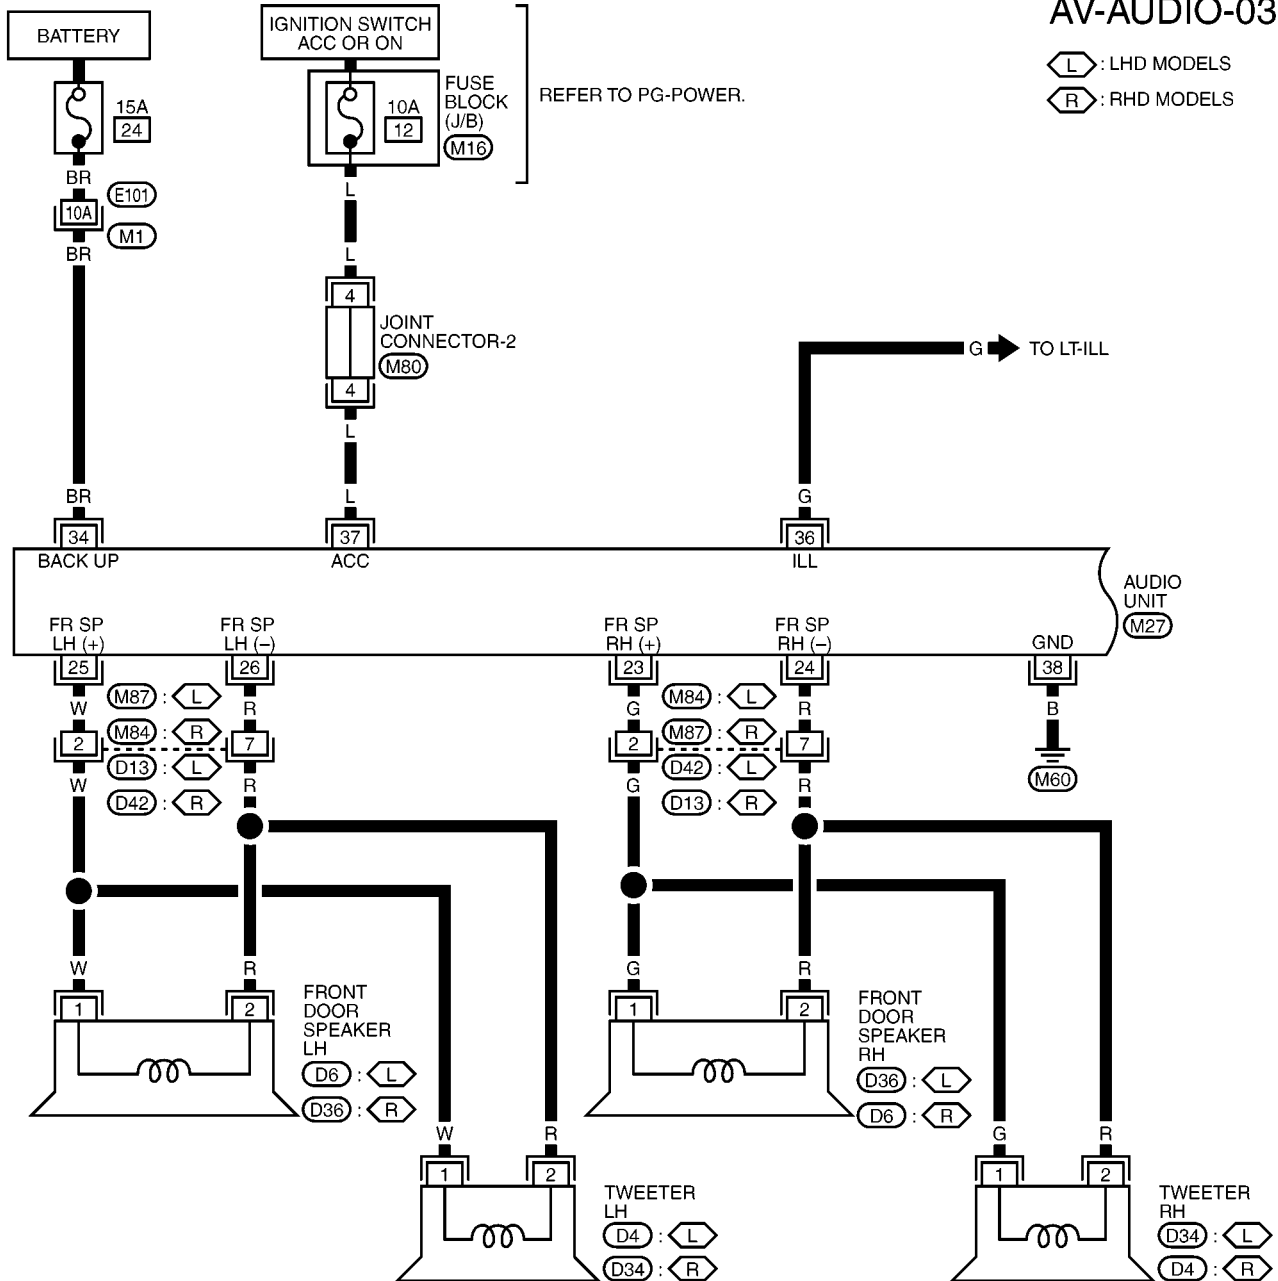 AV-AUDIO-03
BATTERY
IGNITION SWITCH
ACC OR ON
L : LHD MODELS
R : RHD MODELS
15A
24
10A
12
FUSE
BLOCK
(J/B)
M16
REFER TO PG-POWER.
BR
E101
10A
M1
BR
L
L
4
JOINT
CONNECTOR-2
M80
4
L
G
TO LT-ILL
BR
L
G
34
37
36
BACK UP
ACC
ILL
AUDIO
UNIT
M27
FR SP
LH (+)
FR SP
LH (–)
FR SP
RH (+)
FR SP
RH (–)
GND
25
26
23
24
38
W
M87 : L
R
G
M84 : L
R
B
2
M84 : R
7
2
M87 : R
7
D13 : L
D42 : L
M60
W
D42 : R
R
G
D13 : R
R
W
R
G
R
1
2
1
2
FRONT
DOOR
SPEAKER
LH
D6 : L
D36 : R
FRONT
DOOR
SPEAKER
RH
D36 : L
D6 : R
W
R
G
R
1
2
1
2
TWEETER
LH
D4 : L
D34 : R
TWEETER
RH
D34 : L
D4 : R